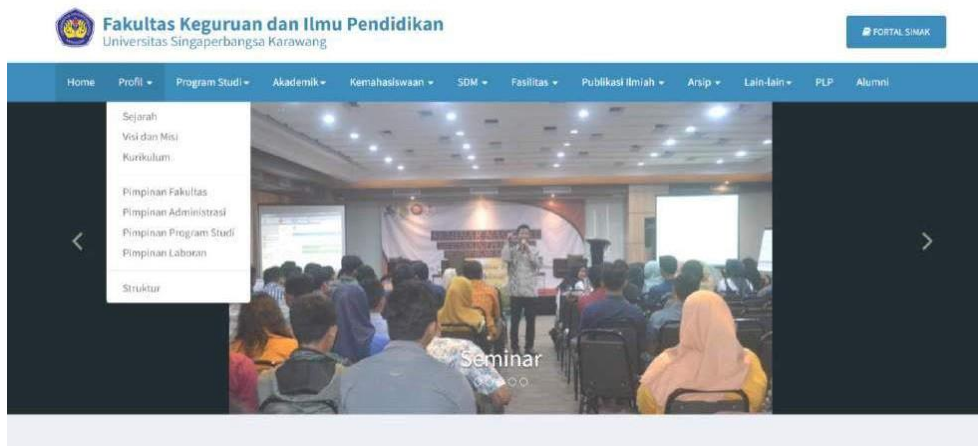 Fakultas Keguruan dan Ilmu Pendidikan
Universitas Singaperbangsa Karawang
PORTAL SIMAK
Home Profil Program Studi Akademik Kemahasiswaan SDM Fasilitas Publikasi Ilmiah Arsip Lain-lain PLP Alumni
Sejarah
Visi dan Misi
Kurikulum
Pimpinan Fakultas
Pimpinan Administrasi
Pimpinan Program Studi
Pimpinan Laboran
Struktur
Seminar